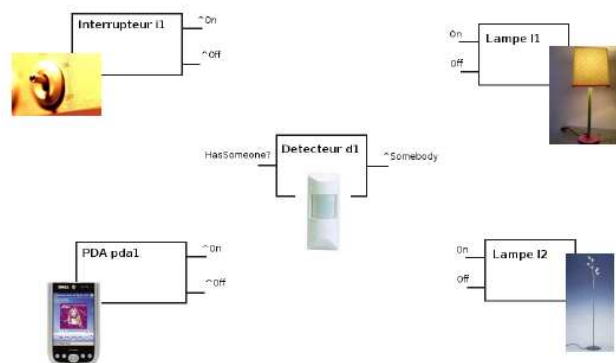 Interrupteur i1
^On
^Off
On
Off
Lampe l1
HasSomeone?
Detecteur d1
^Somebody
PDA pda1
^On
^Off
On
Off
Lampe l2
DELL